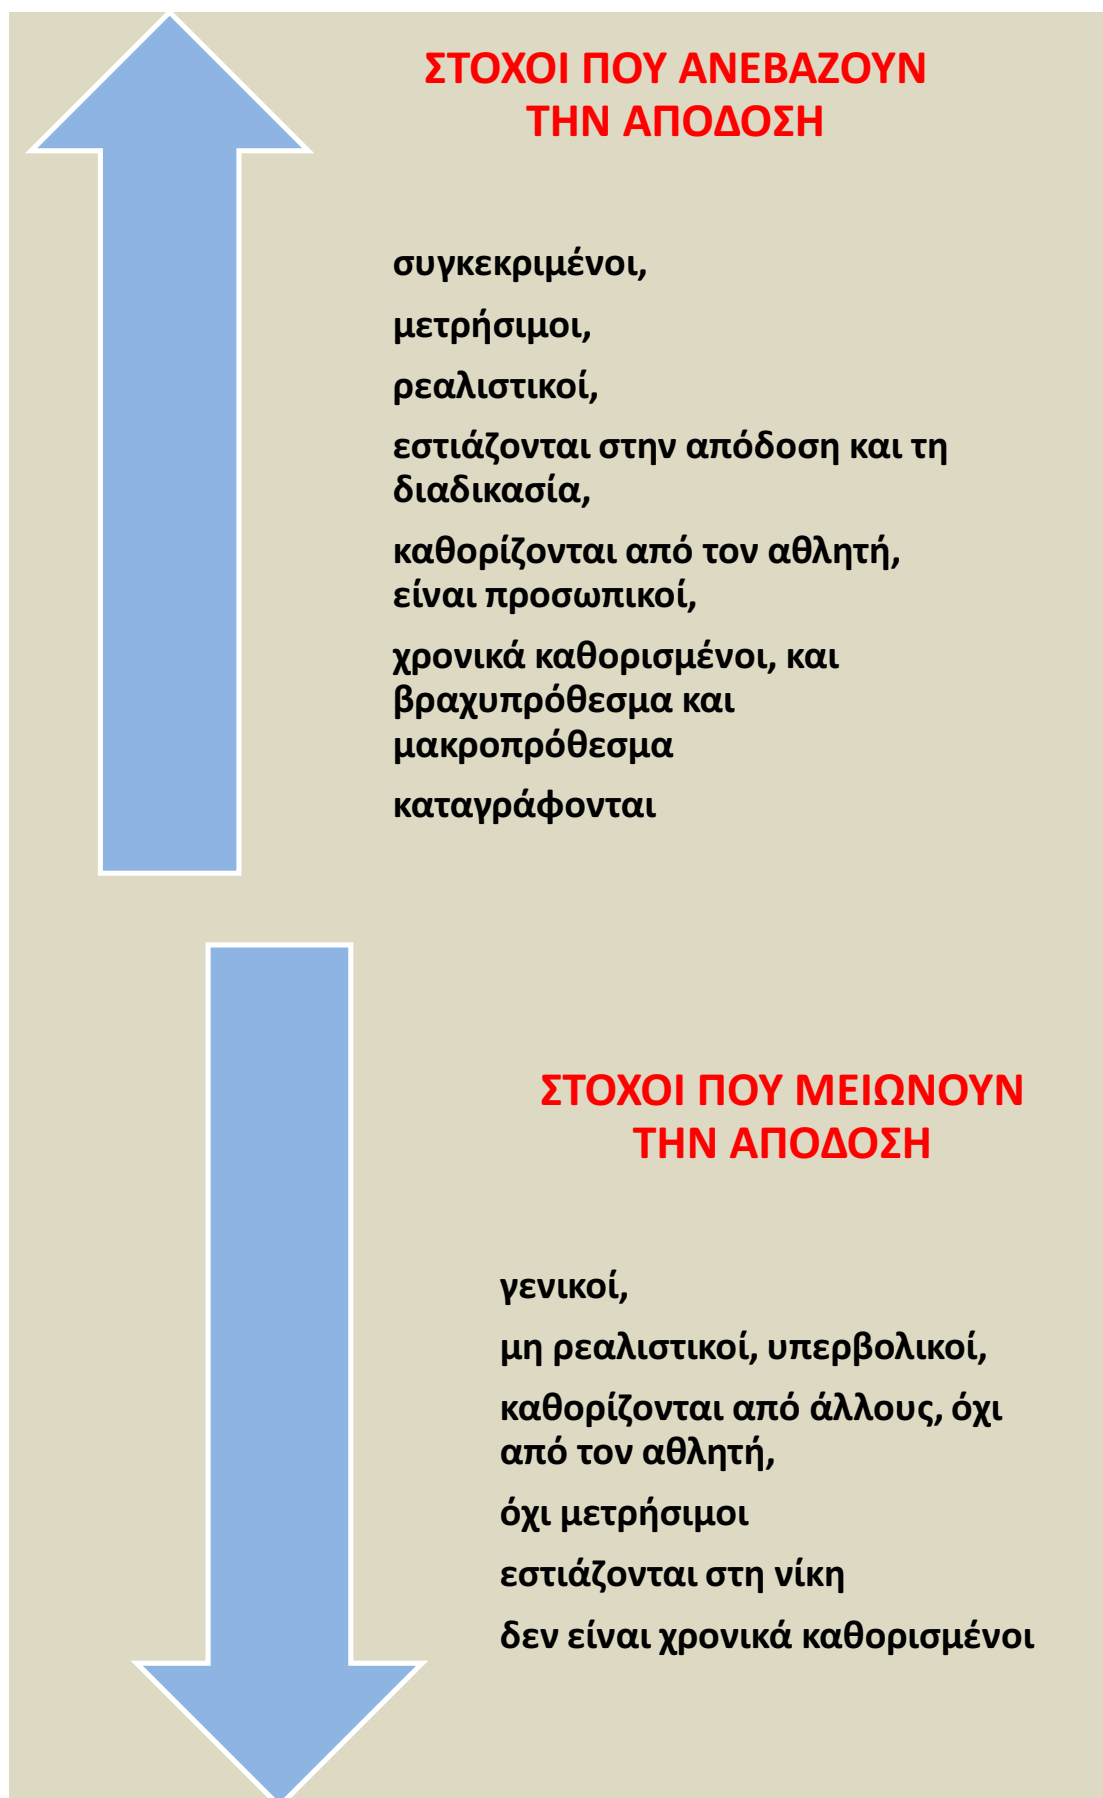 ΣΤΟΧΟΙ ΠΟΥ ΑΝΕΒΑΖΟΥΝ
ΤΗΝ ΑΠΟΔΟΣΗ
συγκεκριμένοι,
μετρήσιμοι,
ρεαλιστικοί,
εστιάζονται στην απόδοση και τη
διαδικασία,
καθορίζονται από τον αθλητή,
είναι προσωπικοί,
χρονικά καθορισμένοι, και
βραχυπρόθεσμα και
μακροπρόθεσμα
καταγράφονται
ΣΤΟΧΟΙ ΠΟΥ ΜΕΙΩΝΟΥΝ
ΤΗΝ ΑΠΟΔΟΣΗ
γενικοί,
μη ρεαλιστικοί, υπερβολικοί,
καθορίζονται από άλλους, όχι
από τον αθλητή,
όχι μετρήσιμοι
εστιάζονται στη νίκη
δεν είναι χρονικά καθορισμένοι